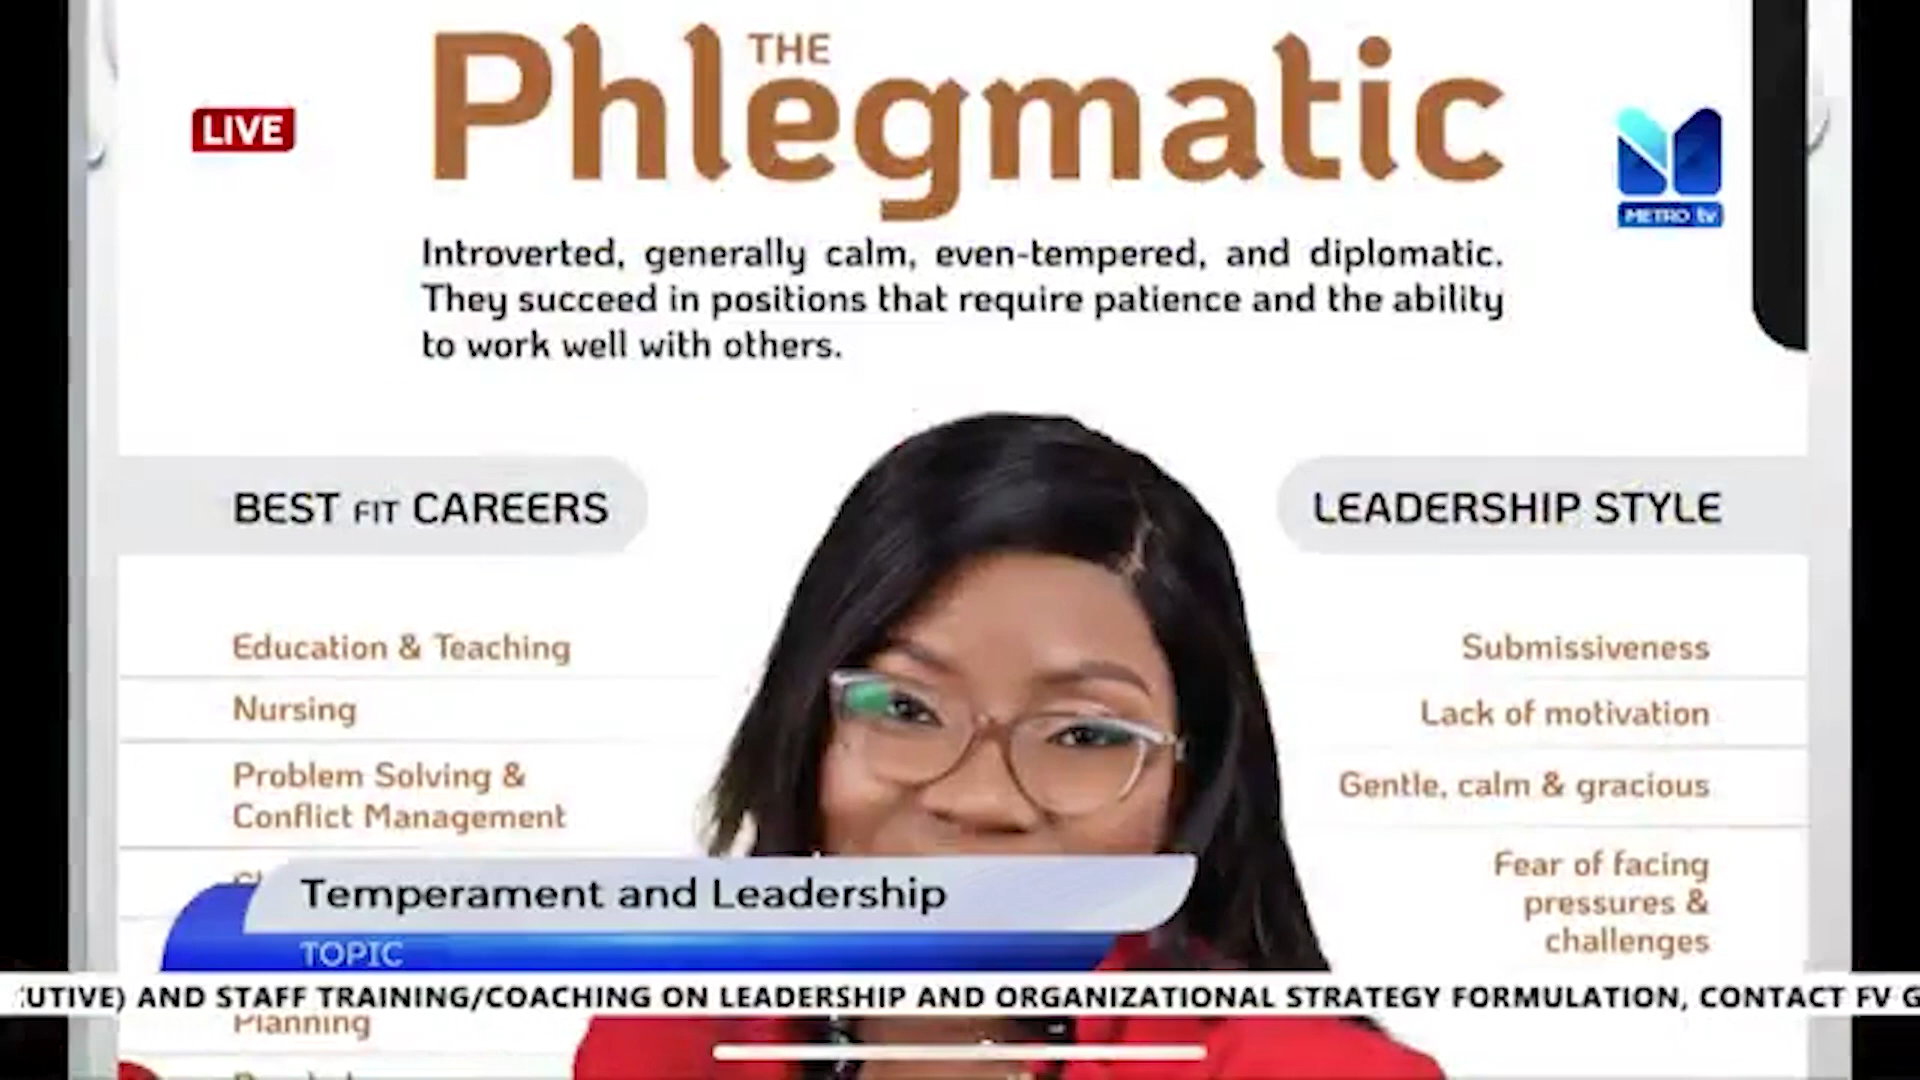 THE
Phlegmatic
LIVE
METRO tv
Introverted, generally calm, even-tempered, and diplomatic.
They succeed in positions that require patience and the ability
to work well with others.
BEST FIT CAREERS
LEADERSHIP STYLE
Education & Teaching
Nursing
Problem Solving &
Conflict Management
Submissiveness
Lack of motivation
Gentle, calm & gracious
Fear of facing
pressures &
challenges
Temperament and Leadership
TOPIC
AND STAFF TRAINING/COACHING ON LEADERSHIP AND ORGANIZATIONAL STRATEGY FORMULATION, CONTACT FV
Planning